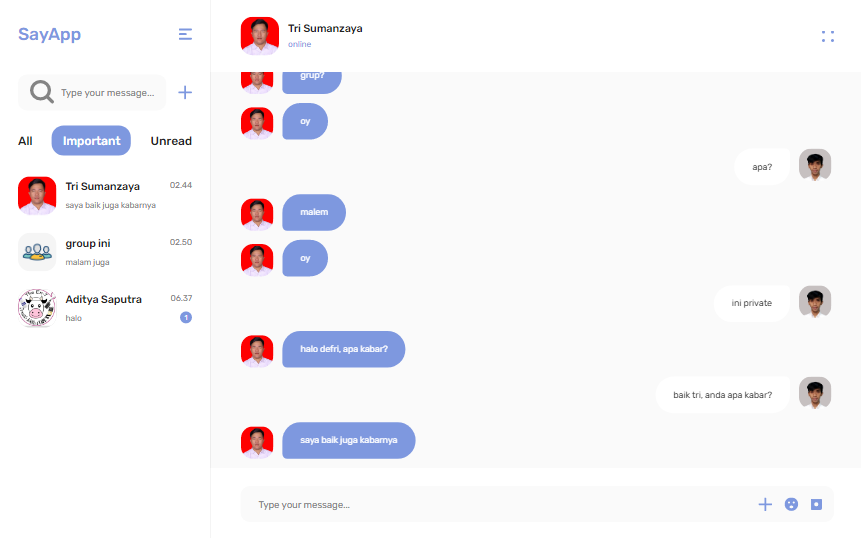 SayApp
Type your message...
All
Important
Unread
Tri Sumanzaya
02.44
saya baik juga kabarnya
group ini
02.50
malam juga
Aditya Saputra
06.37
halo
1
Tri Sumanzaya
online
grup?
oy
apa?
malem
oy
ini private
halo defri, apa kabar?
baik tri, anda apa kabar?
saya baik juga kabarnya
Type your message...